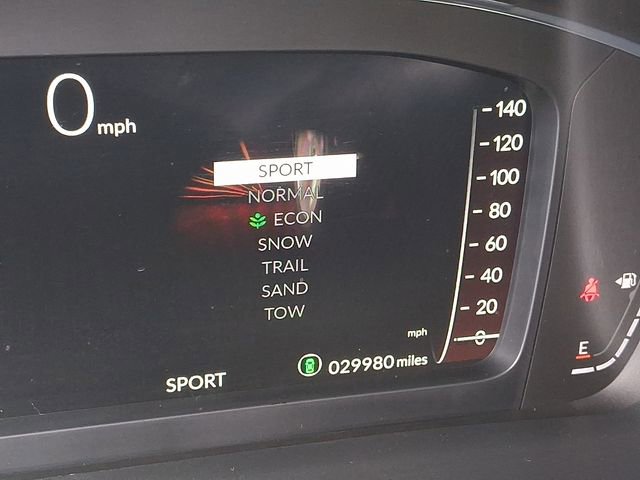 0 mph
SPORT
NORMAL
ECON
SNOW
TRAIL
SAND
TOW
140
120
100
80
60
40
20
0
mph
029980 miles
SPORT
E